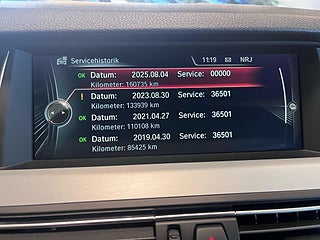 Servicehistorik 11:19 NRJ
OK Datum: 2025.08.04 Service: 00000
Kilometer: 160735 km
! Datum: 2023.08.30 Service: 36501
Kilometer: 133939 km
OK Datum: 2021.04.27 Service: 36501
Kilometer: 110108 km
OK Datum: 2019.04.30 Service: 36501
Kilometer: 85425 km